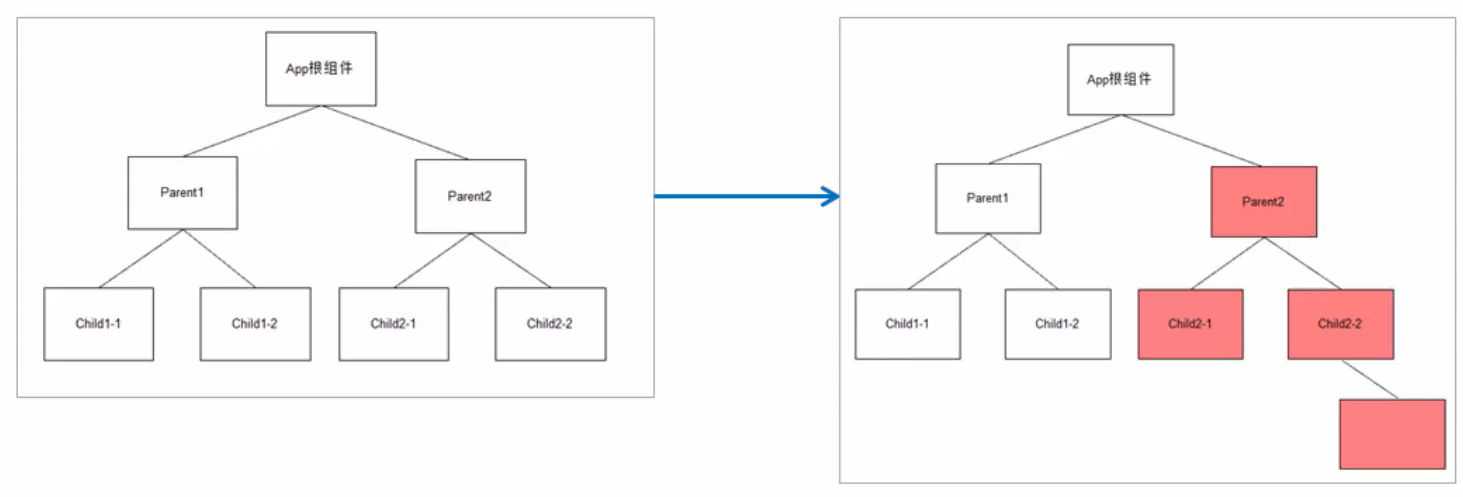 App根组件
Parent1
Parent2
Child1-1
Child1-2
Child2-1
Child2-2
App根组件
Parent1
Parent2
Child1-1
Child1-2
Child2-1
Child2-2